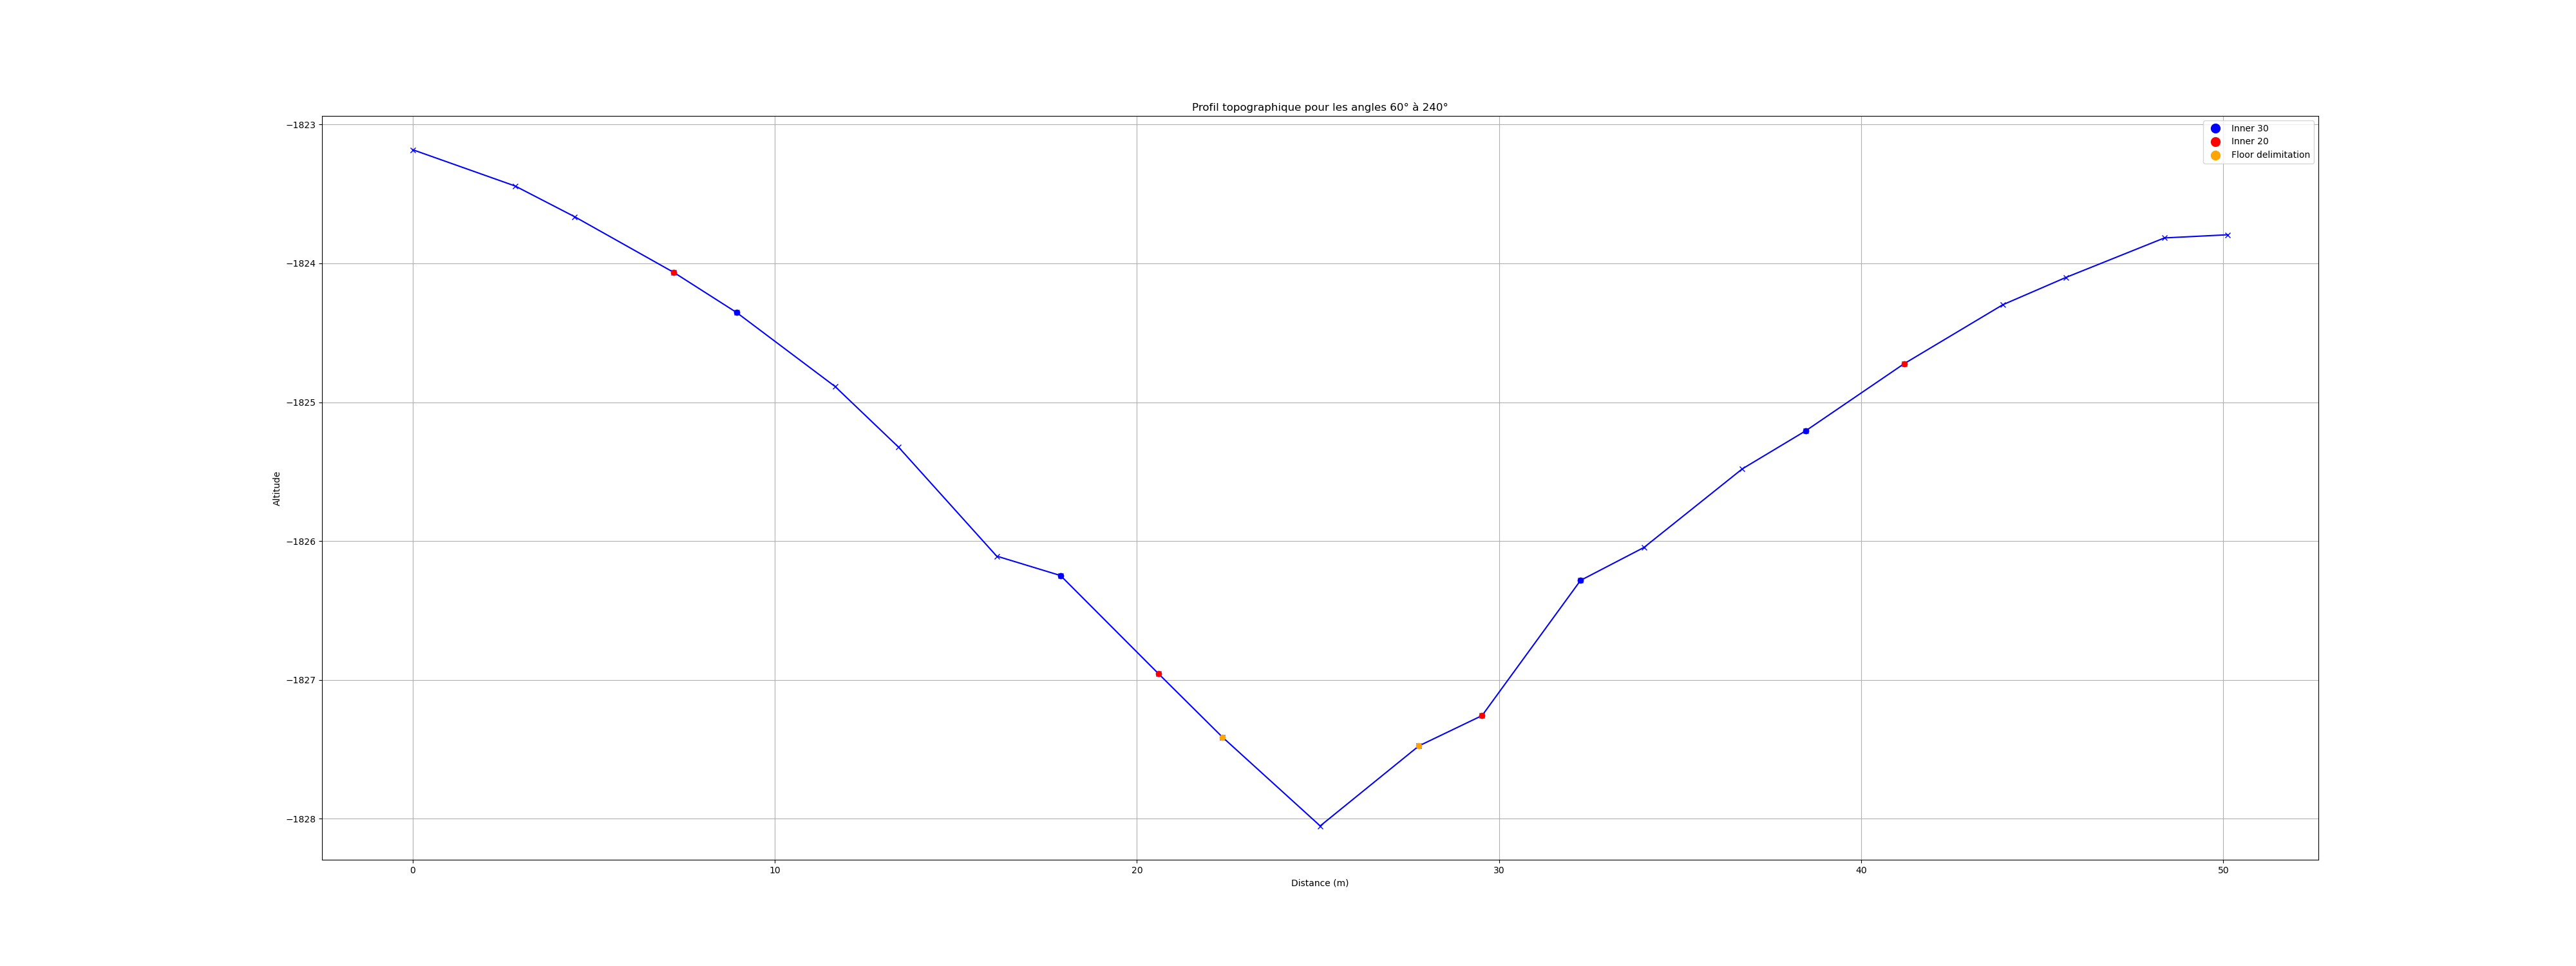 Profil topographique pour les angles 60° à 240°
Inner 30
Inner 20
Floor delimitation
−1823
−1824
−1825
−1826
−1827
−1828
Altitude
0 10 20 30 40 50
Distance (m)